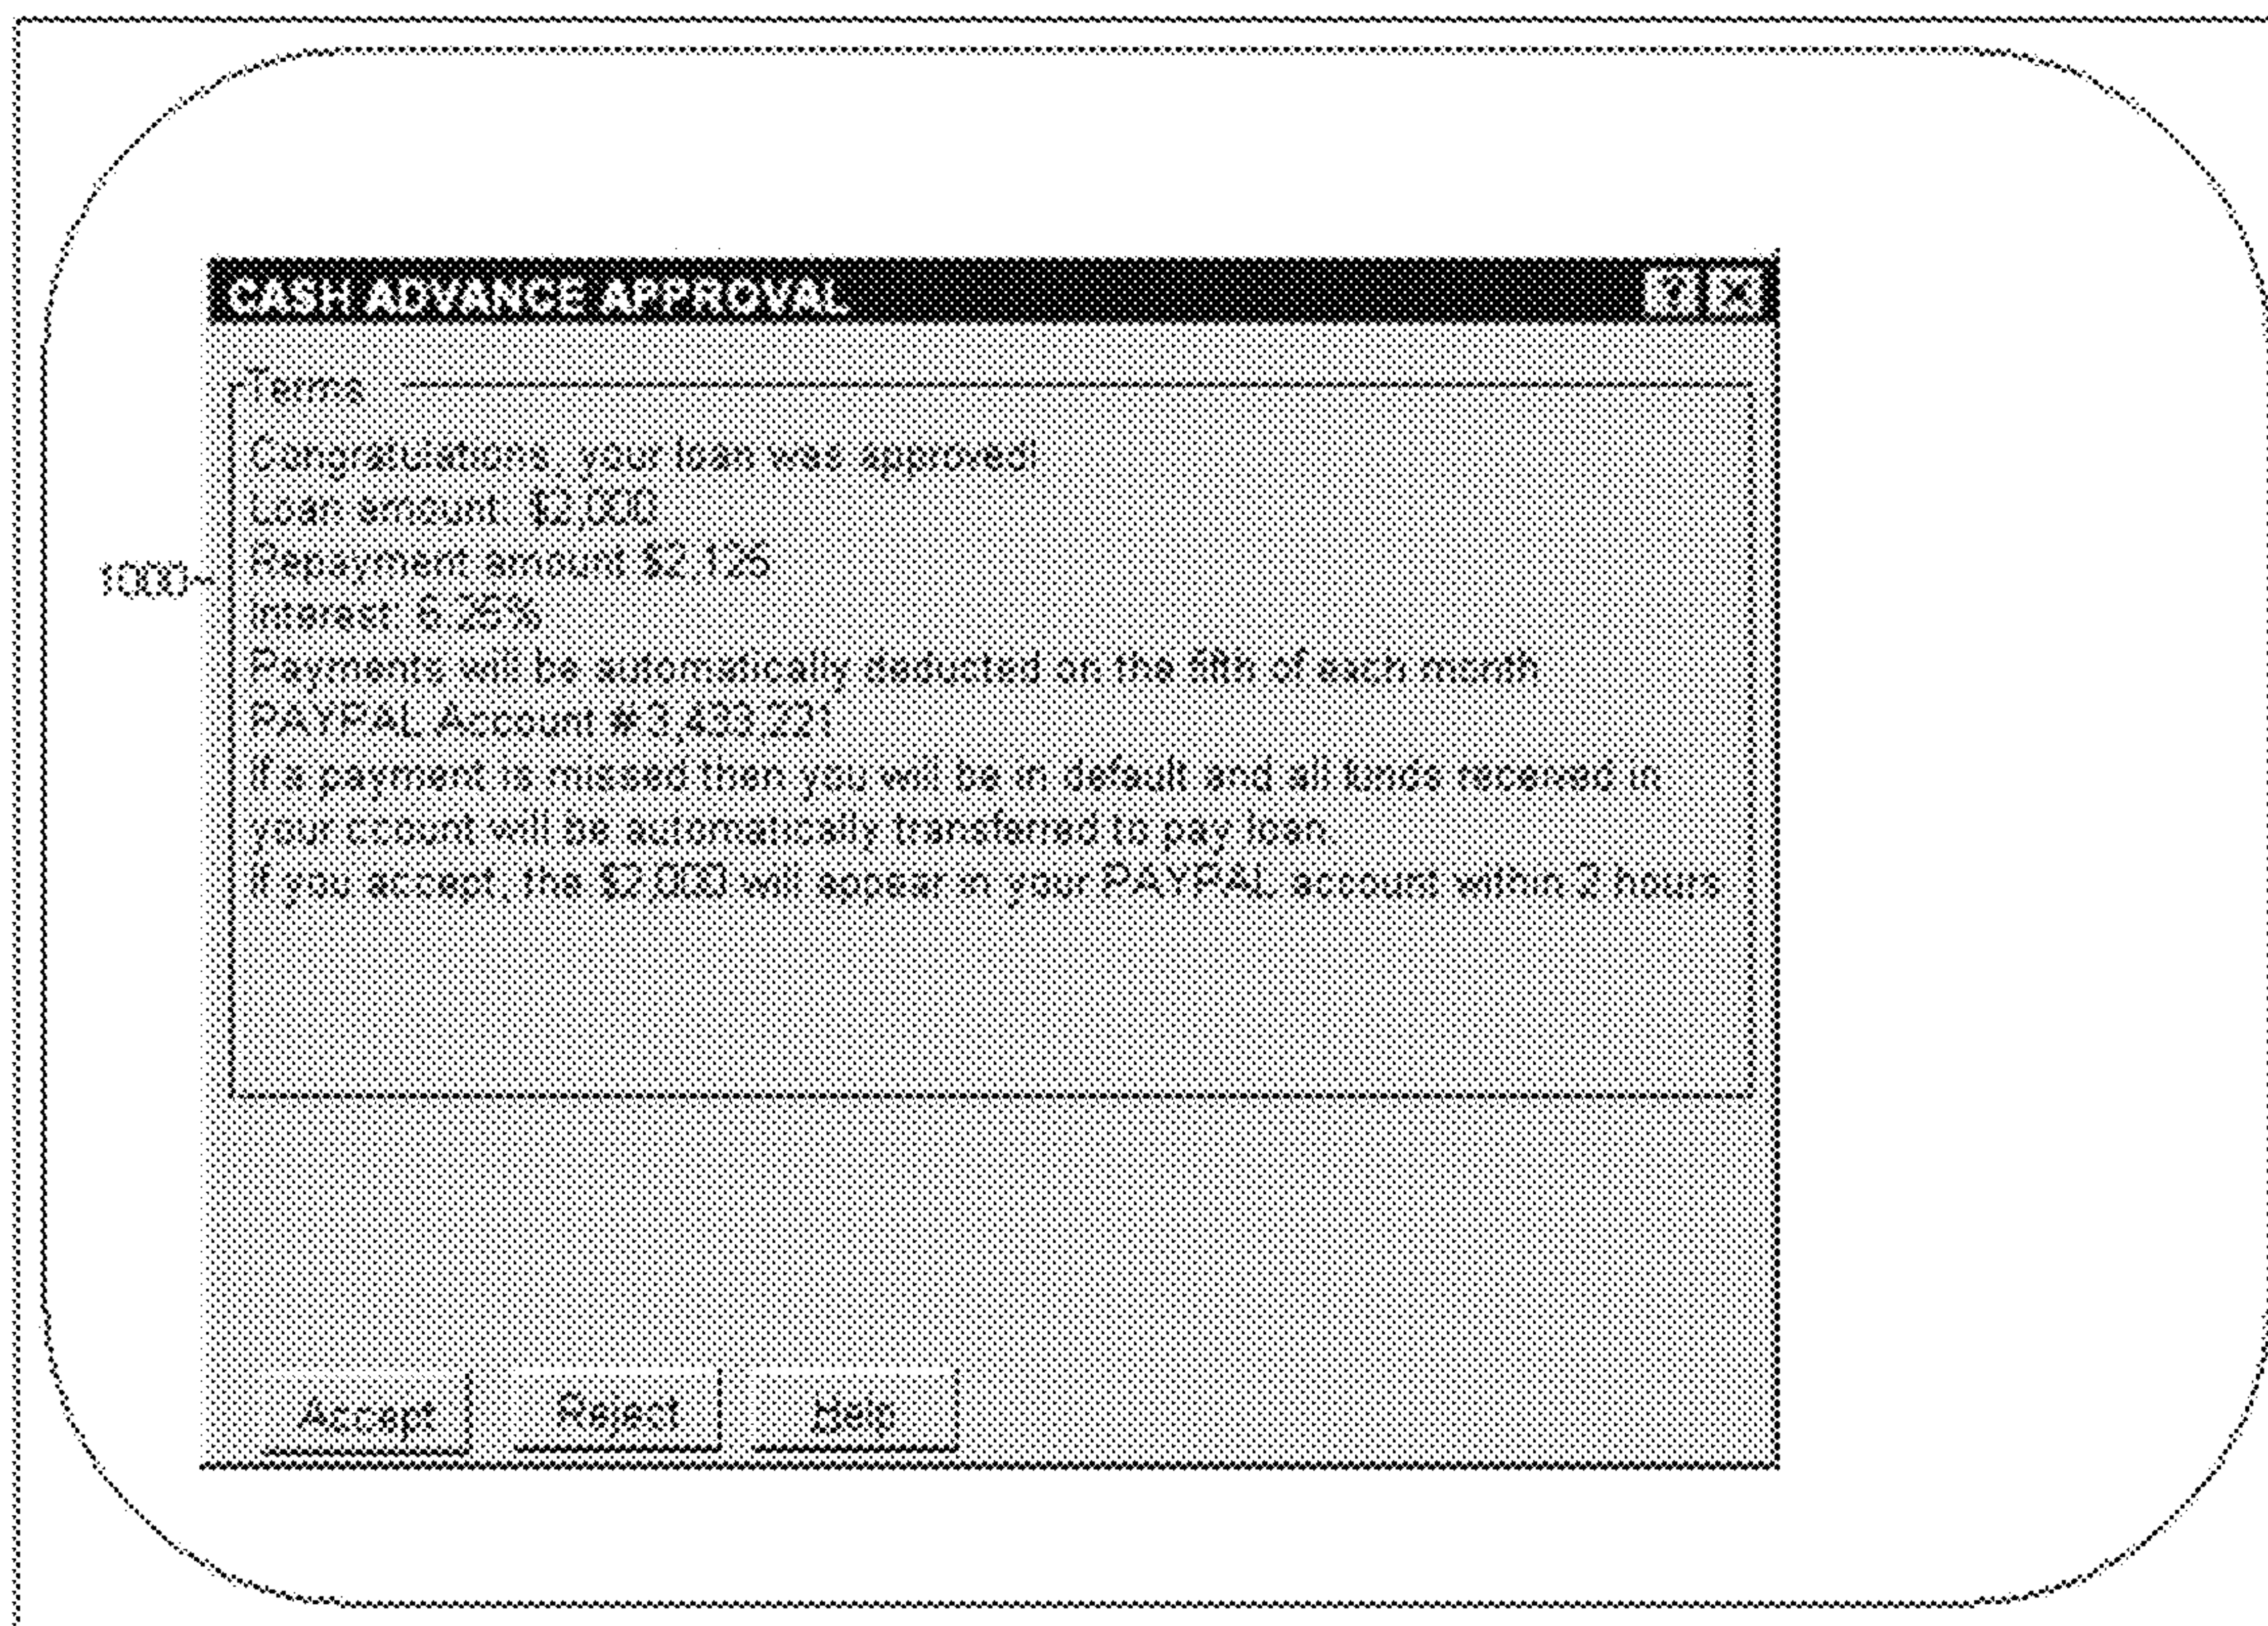 CASH ADVANCE APPROVAL ? X
Terms
Congratulations, your loan was approved!
Loan amount: $2,000
1000
Repayment amount $2,125
Interest: 6.25%
Payments will be automatically deducted on the fifth of each month
PAYPAL Account #3,433,221
If a payment is missed then you will be in default and all funds received in
your ccount will be automatically transferred to pay loan.
If you accept, the $2,000 will appear in your PAYPAL account within 2 hours
Accept Reject Help